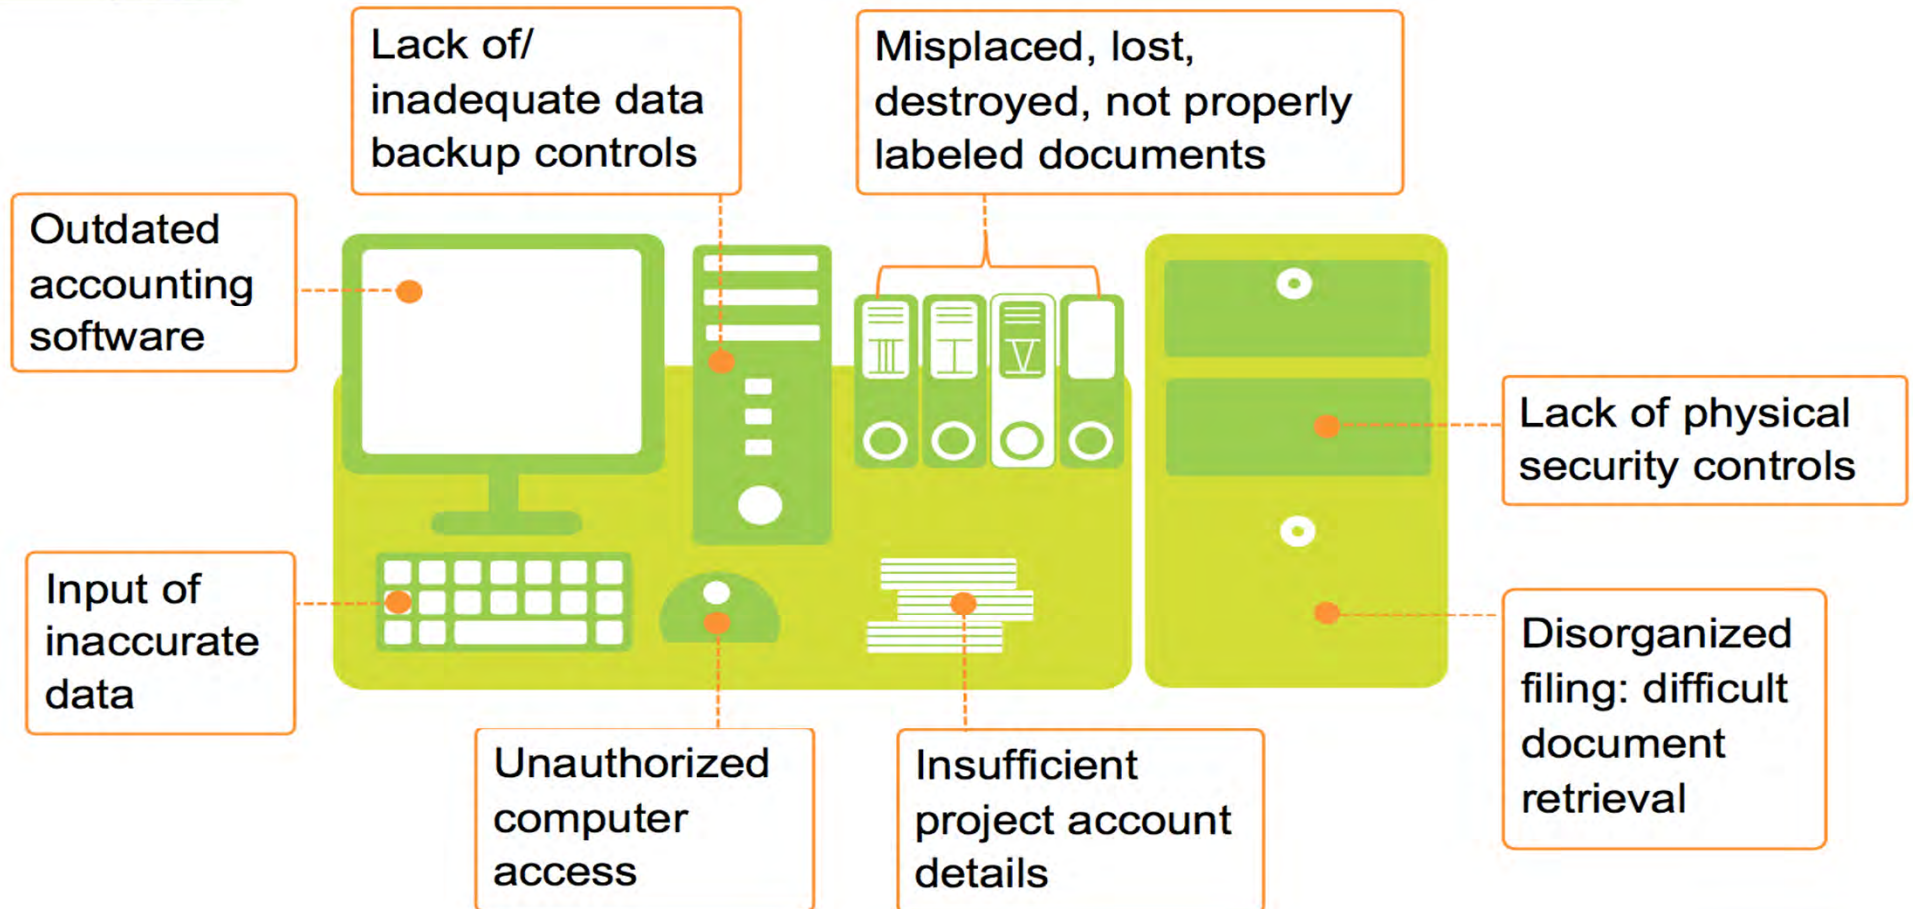 Lack of/
inadequate data
backup controls
Misplaced, lost,
destroyed, not properly
labeled documents
Outdated
accounting
software
III
I
V
Lack of physical
security controls
Input of
inaccurate
data
Unauthorized
computer
access
Insufficient
project account
details
Disorganized
filing: difficult
document
retrieval